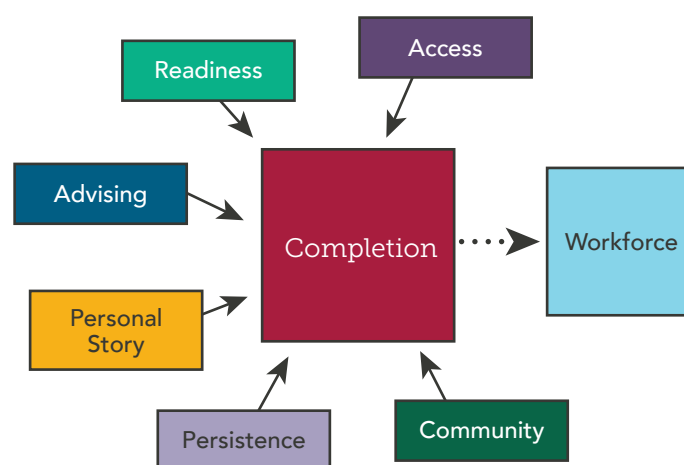 Access
Readiness
Advising
Completion
Workforce
Personal
Story
Persistence
Community